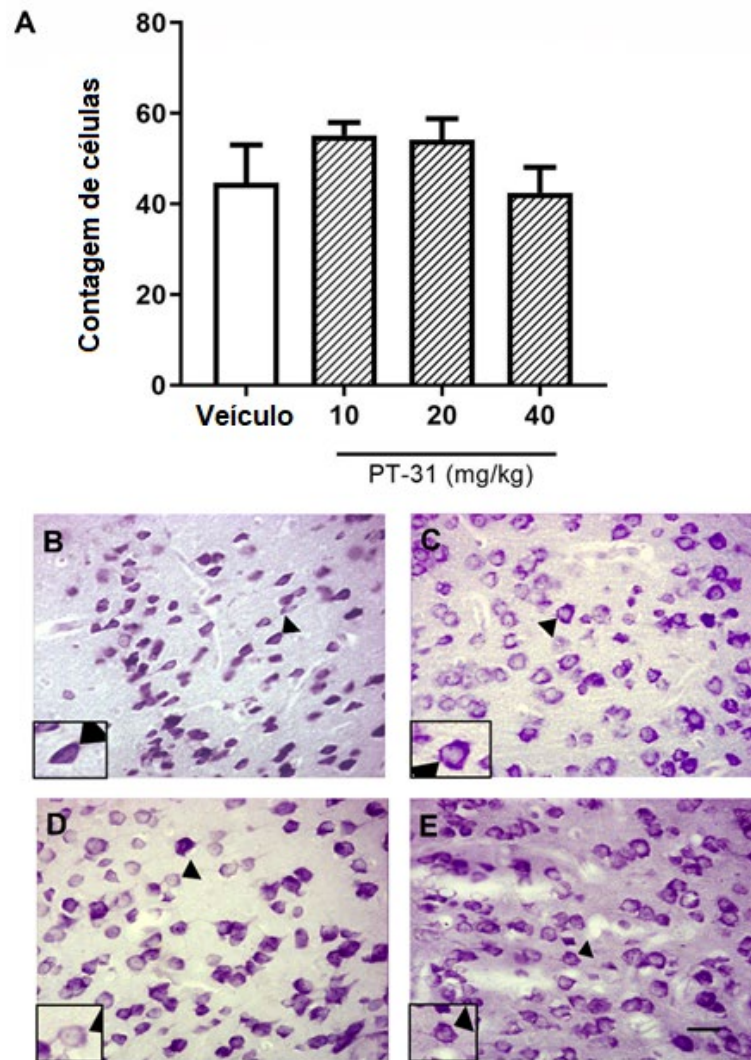 A
80
60
40
20
0
Contagem de células
Veículo 10 20 40
PT-31 (mg/kg)
B
C
D
E